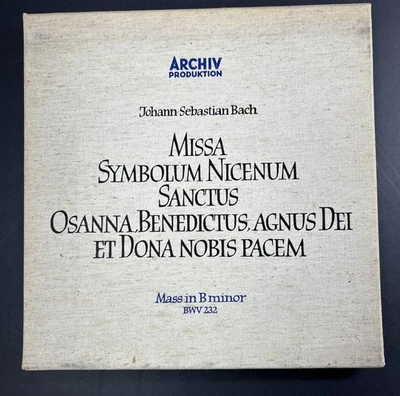 ARCHIV
PRODUKTION
Johann Sebastian Bach
MISSA
SYMBOLUM NICENUM
SANCTUS
OSANNA, BENEDICTUS, AGNUS DEI
ET DONA NOBIS PACEM
Mass in B minor
BWV 232